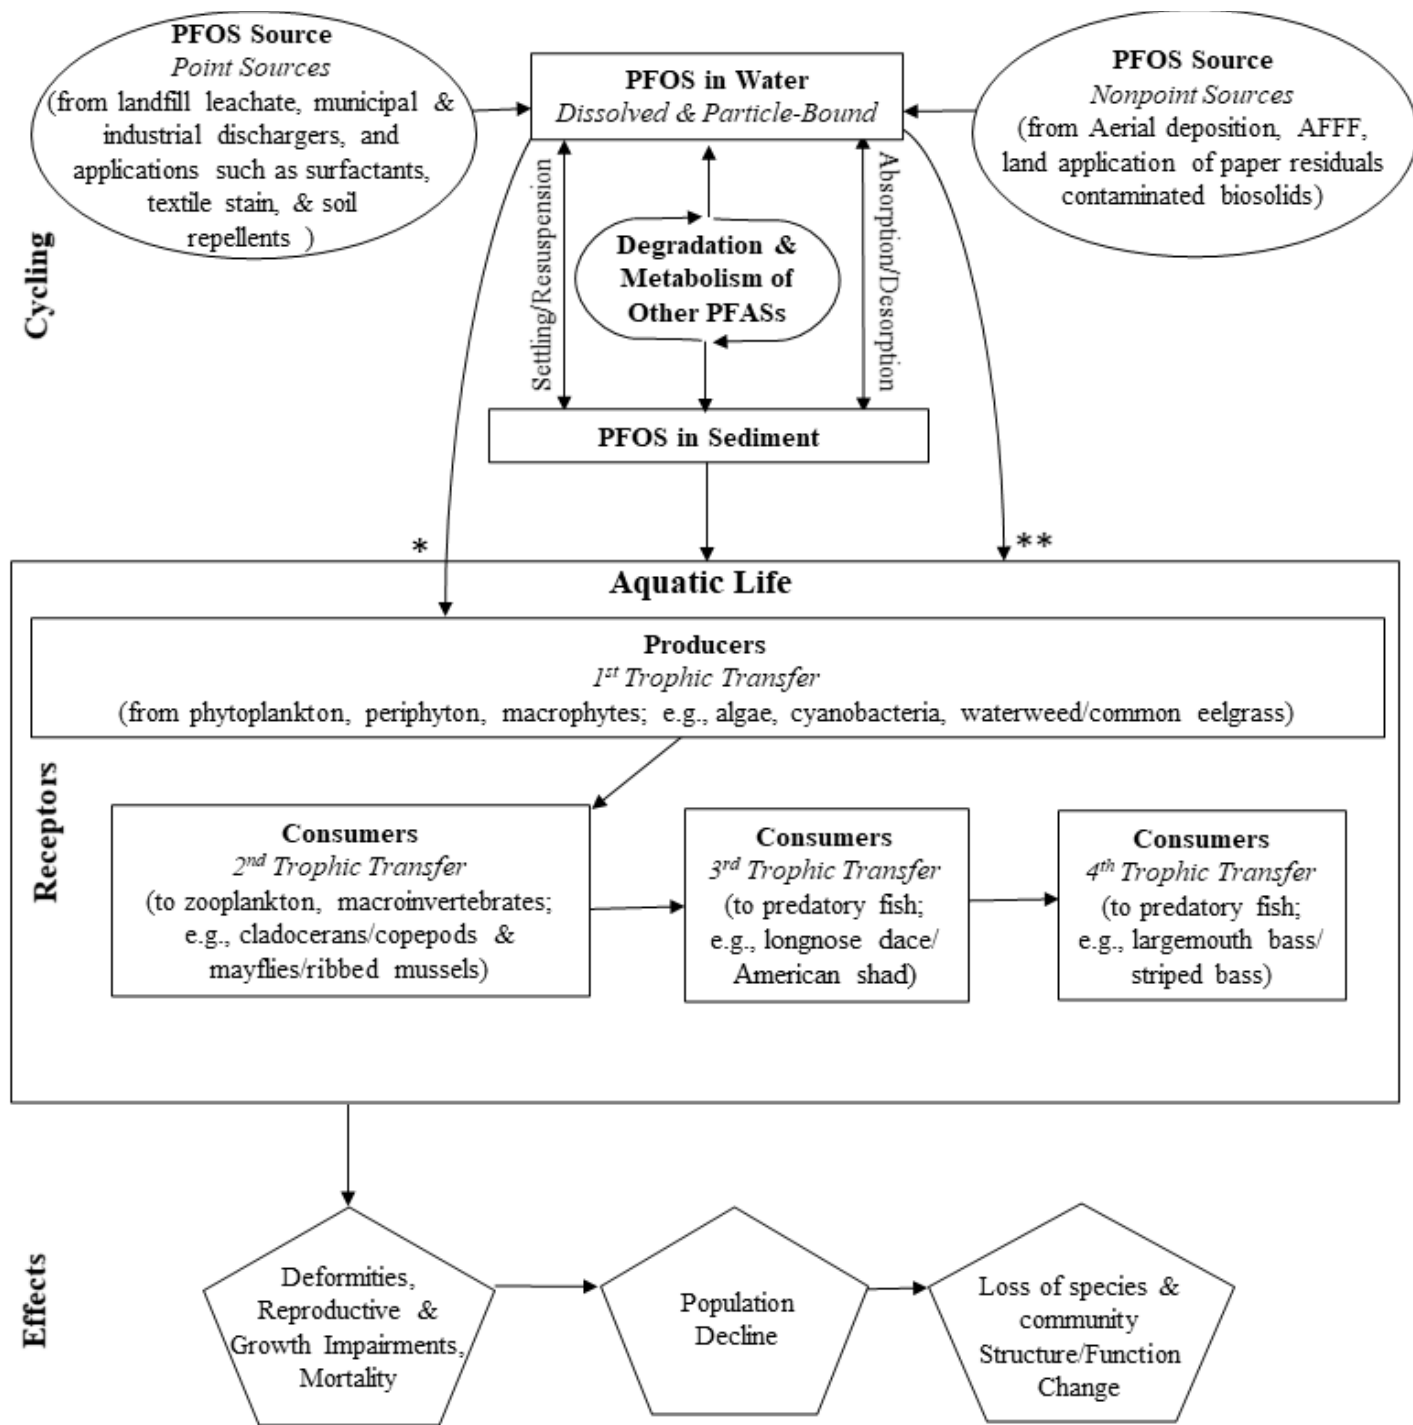 PFOS Source
Point Sources
(from landfill leachate, municipal &
industrial dischargers, and
applications such as surfactants,
textile stain, & soil
repellents )
PFOS in Water
Dissolved & Particle-Bound
PFOS Source
Nonpoint Sources
(from Aerial deposition, AFFF,
land application of paper residuals
contaminated biosolids)
Cycling
Settling/Resuspension
Degradation &
Metabolism of
Other PFASs
Absorption/Desorption
PFOS in Sediment
*
**
Aquatic Life
Producers
1st Trophic Transfer
(from phytoplankton, periphyton, macrophytes; e.g., algae, cyanobacteria, waterweed/common eelgrass)
Receptors
Consumers
2nd Trophic Transfer
(to zooplankton, macroinvertebrates;
e.g., cladocerans/copepods &
mayflies/ribbed mussels)
Consumers
3rd Trophic Transfer
(to predatory fish;
e.g., longnose dace/
American shad)
Consumers
4th Trophic Transfer
(to predatory fish;
e.g., largemouth bass/
striped bass)
Effects
Deformities,
Reproductive &
Growth Impairments,
Mortality
Population
Decline
Loss of species &
community
Structure/Function
Change